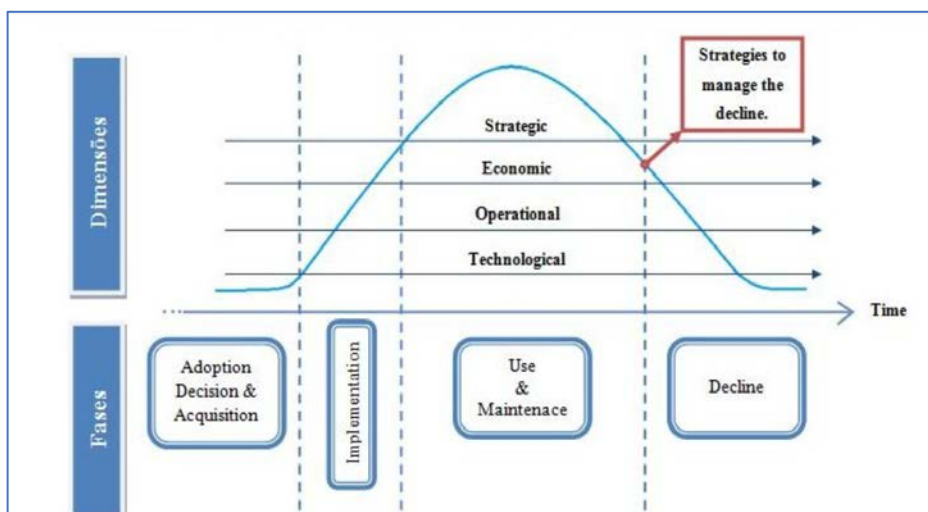 Dimensões
Strategies to
manage the
decline.
Strategic
Economic
Operational
Technological
Time
Fases
Adoption
Decision &
Acquisition
Implementation
Use
&
Maintenace
Decline